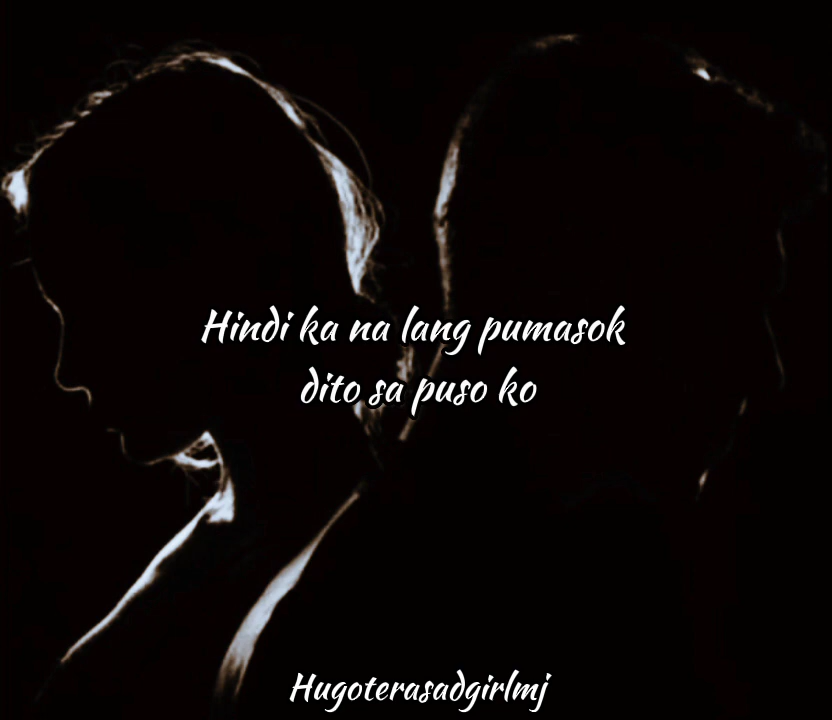 Hindi ka na lang pumasok
dito sa puso ko
Hugoterasadgirlmj